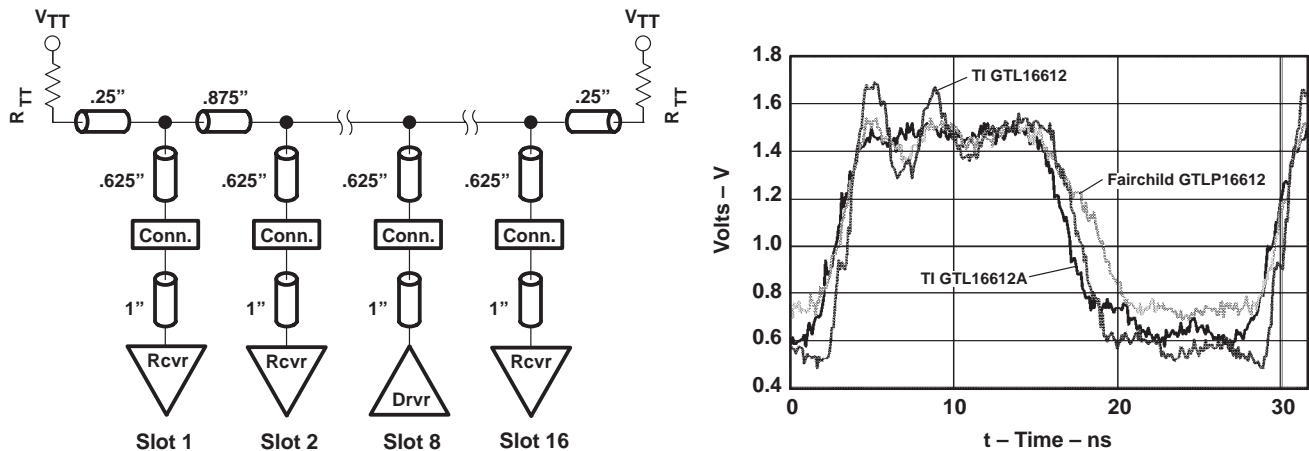 VTT
VTT
RTT
.25”
.875”
.25”
RTT
.625”
.625”
.625”
.625”
Conn.
Conn.
Conn.
Conn.
1”
1”
1”
1”
Rcvr
Rcvr
Drvr
Rcvr
Slot 1
Slot 2
Slot 8
Slot 16
1.8
1.6
1.4
1.2
1.0
0.8
0.6
0.4
Volts – V
TI GTL16612
Fairchild GTLP16612
TI GTL16612A
0
10
20
30
t – Time – ns